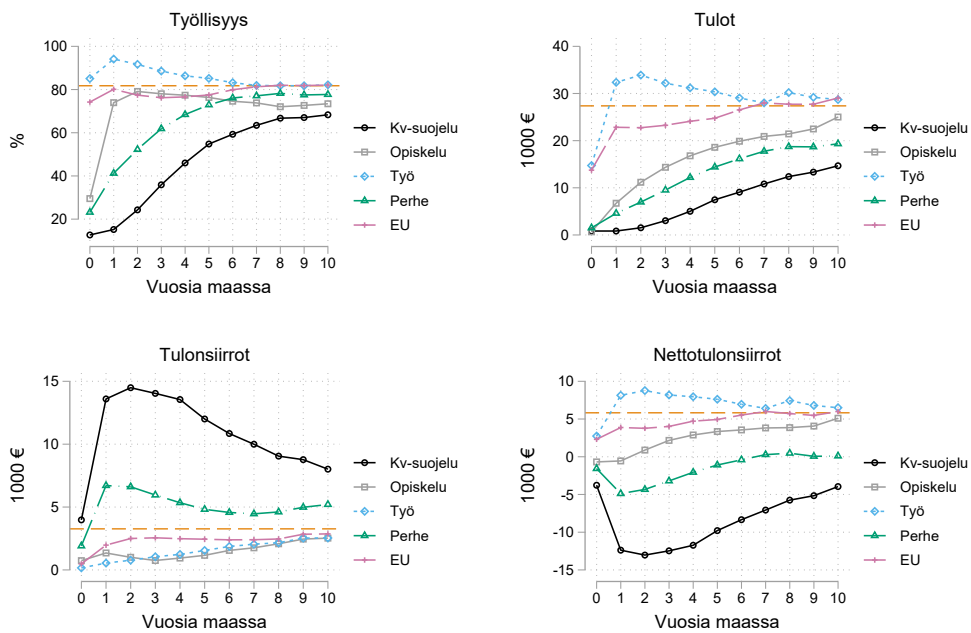 Työllisyys
100
80
60
40
20
%
0 1 2 3 4 5 6 7 8 9 10
Vuosia maassa
Kv-suojelu
Opiskelu
Työ
Perhe
EU
Tulot
40
30
20
10
0
1000 €
0 1 2 3 4 5 6 7 8 9 10
Vuosia maassa
Kv-suojelu
Opiskelu
Työ
Perhe
EU
Tulonsiirrot
15
10
5
0
1000 €
0 1 2 3 4 5 6 7 8 9 10
Vuosia maassa
Kv-suojelu
Opiskelu
Työ
Perhe
EU
Nettotulonsiirrot
10
5
0
-5
-10
-15
1000 €
0 1 2 3 4 5 6 7 8 9 10
Vuosia maassa
Kv-suojelu
Opiskelu
Työ
Perhe
EU